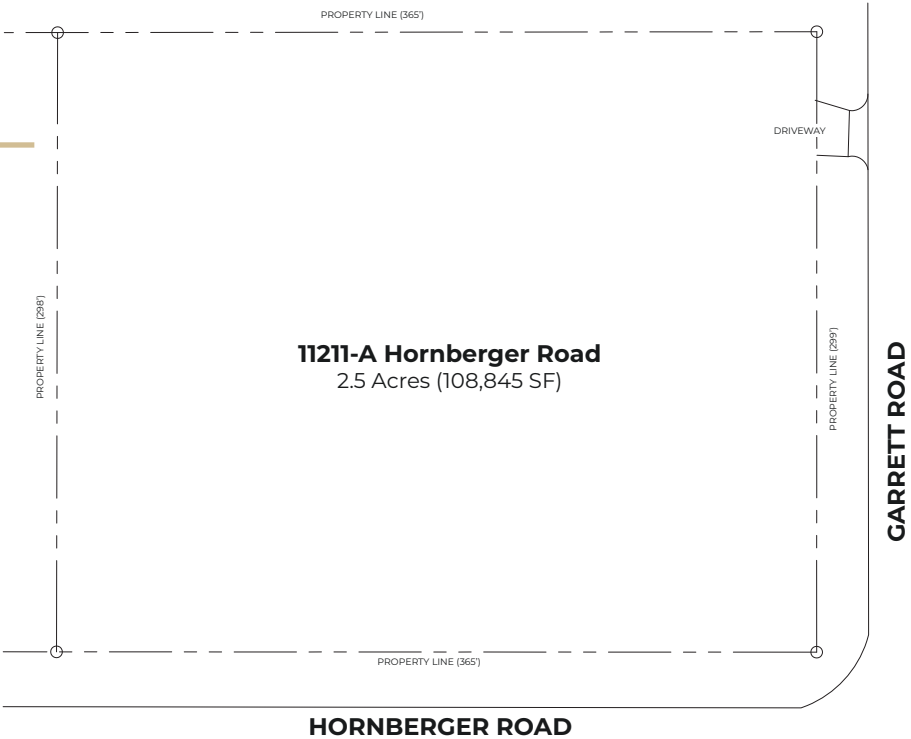 PROPERTY LINE (365')
DRIVEWAY
PROPERTY LINE (298')
11211-A Hornberger Road
2.5 Acres (108,845 SF)
PROPERTY LINE (299')
GARRETT ROAD
PROPERTY LINE (365')
HORNBERGER ROAD